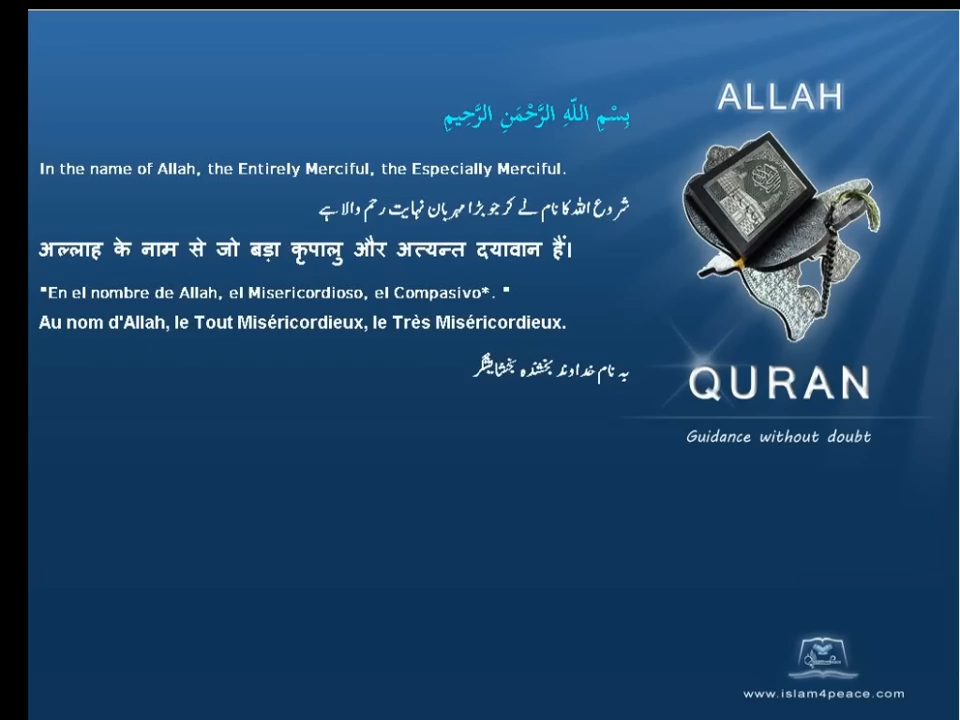 بِسْمِ اللَّهِ الرَّحْمَنِ الرَّحِيمِ
In the name of Allah, the Entirely Merciful, the Especially Merciful.
شروع الله کا نام لے کر جو بڑا مہربان نہایت رحم والا ہے
अल्लाह के नाम से जो बड़ा कृपालु और अत्यन्त दयावान हैं।
"En el nombre de Allah, el Misericordioso, el Compasivo*. "
Au nom d'Allah, le Tout Miséricordieux, le Très Miséricordieux.
به نام خداوند بخشنده بخشایشگر
ALLAH
QURAN
Guidance without doubt
www.islam4peace.com